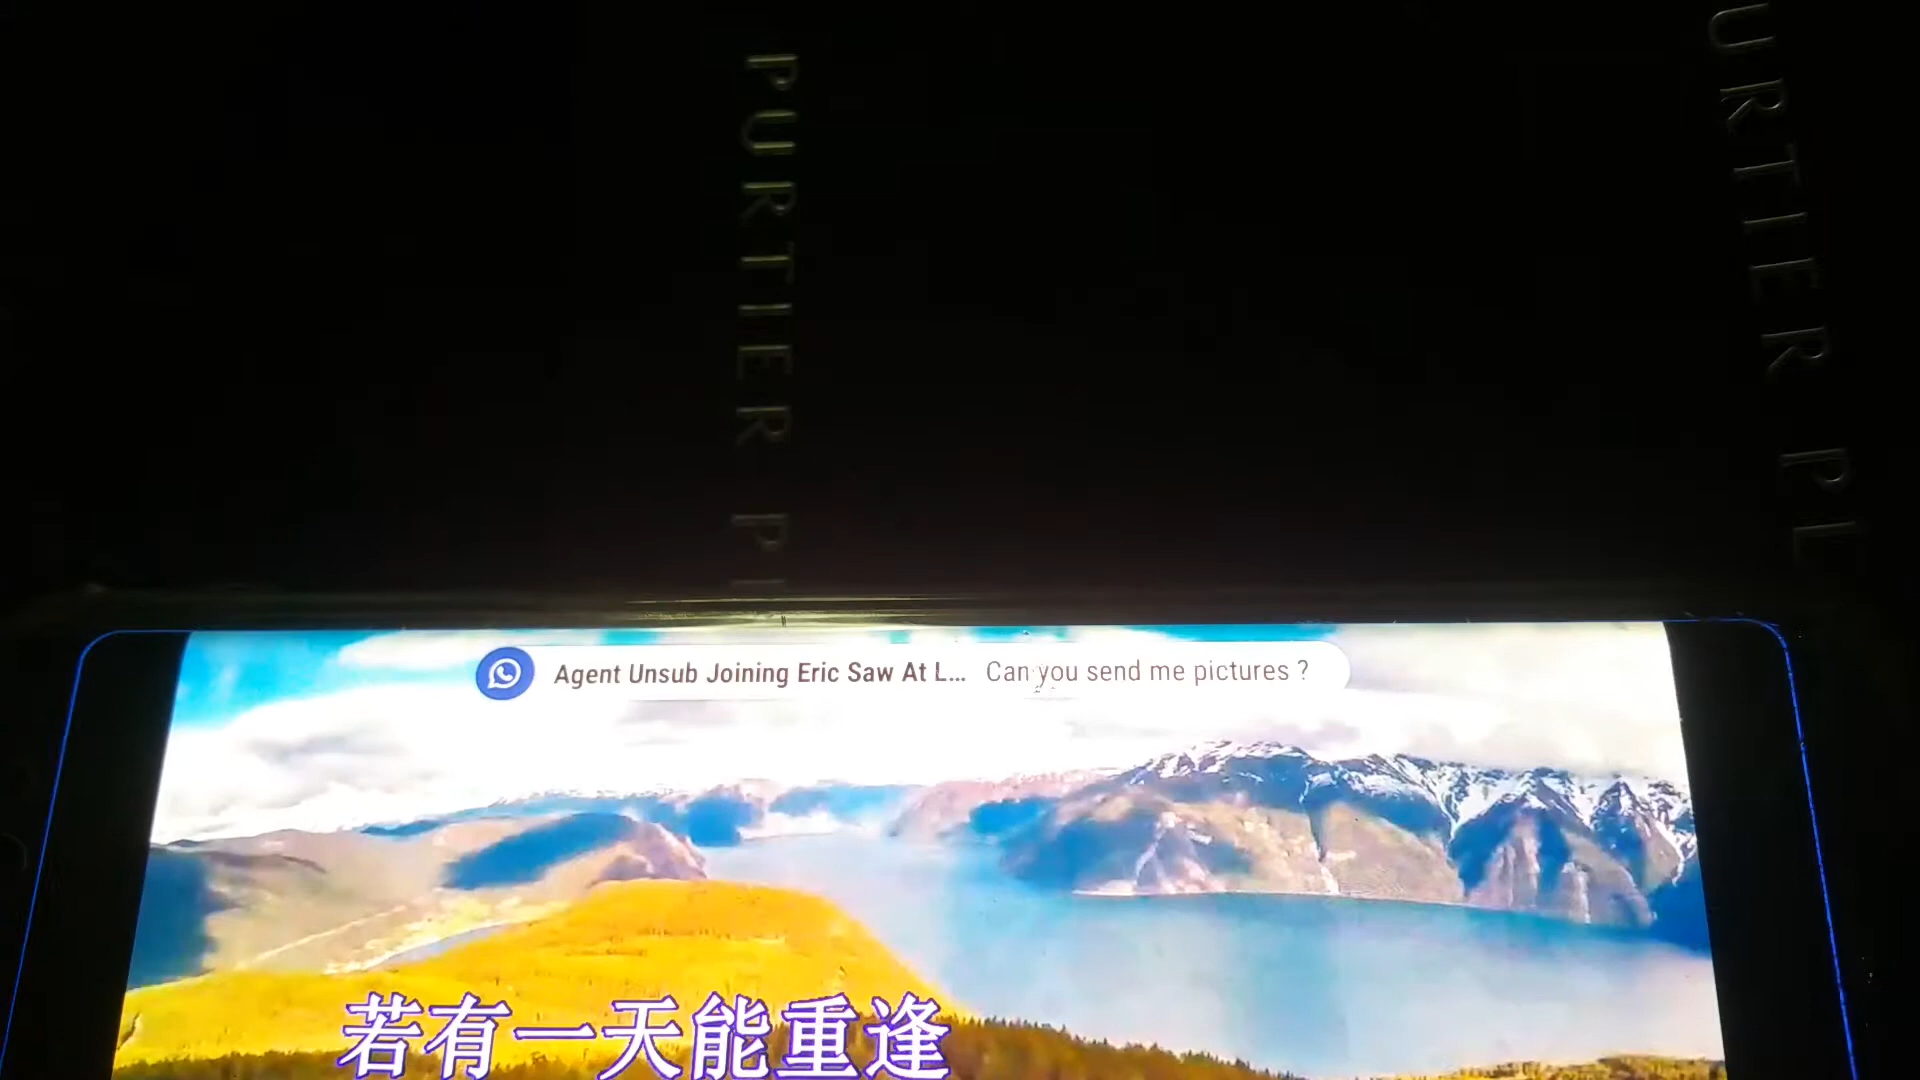 PURTIER P
URTIER PL
Agent Unsub Joining Eric Saw At L... Can you send me pictures ?
若有一天能重逢